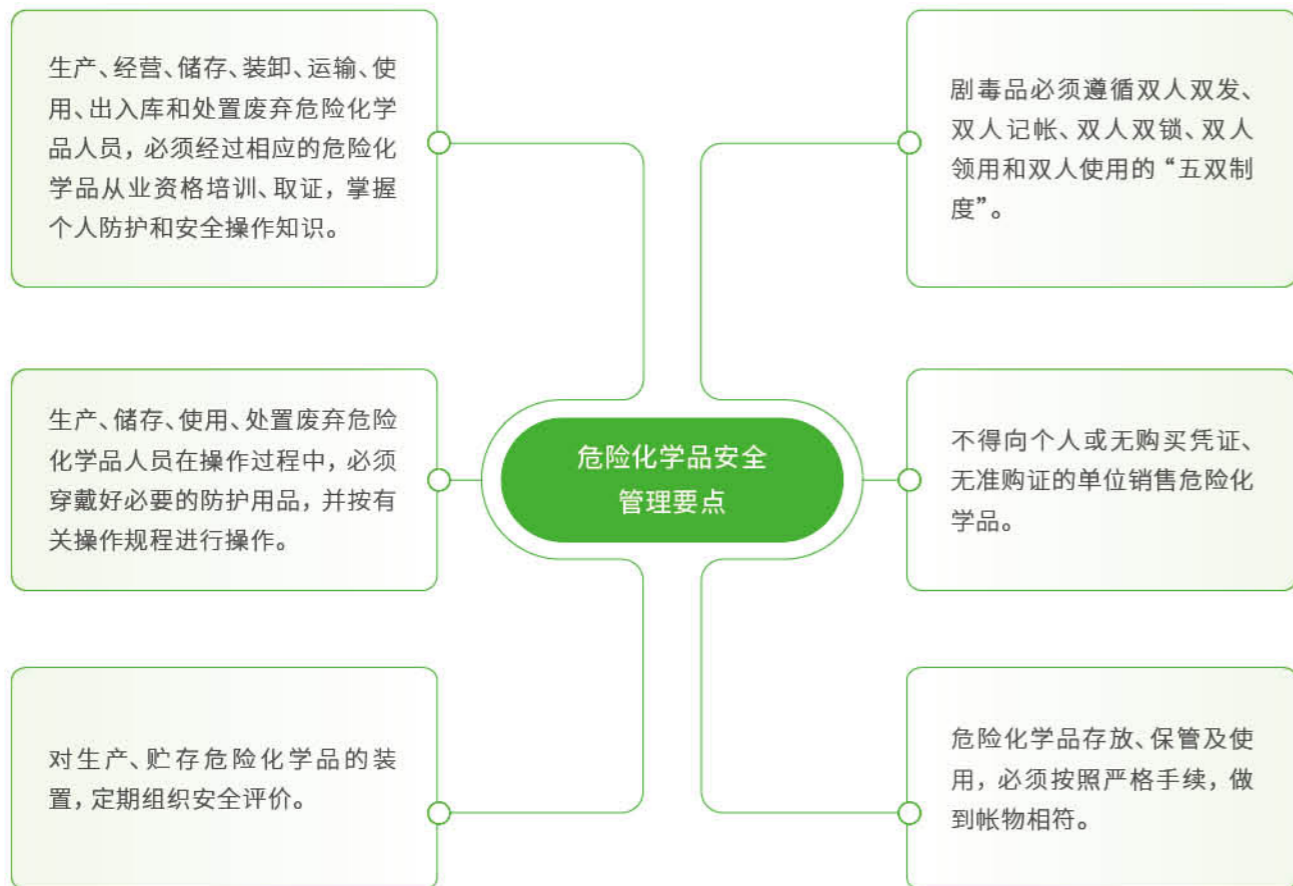 生产、经营、储存、装卸、运输、使
用、出入库和处置废弃危险化学
品人员，必须经过相应的危险化
学品从业资格培训、取证，掌握
个人防护和安全操作知识。
剧毒品必须遵循双人双发、
双人记帐、双人双锁、双人
领用和双人使用的“五双制
度”。
生产、储存、使用、处置废弃危险
化学品人员在操作过程中，必须
穿戴好必要的防护用品，并按有
关操作规程进行操作。
危险化学品安全
管理要点
不得向个人或无购买凭证、
无准购证的单位销售危险化
学品。
对生产、贮存危险化学品的装
置，定期组织安全评价。
危险化学品存放、保管及使
用，必须按照严格手续，做
到帐物相符。